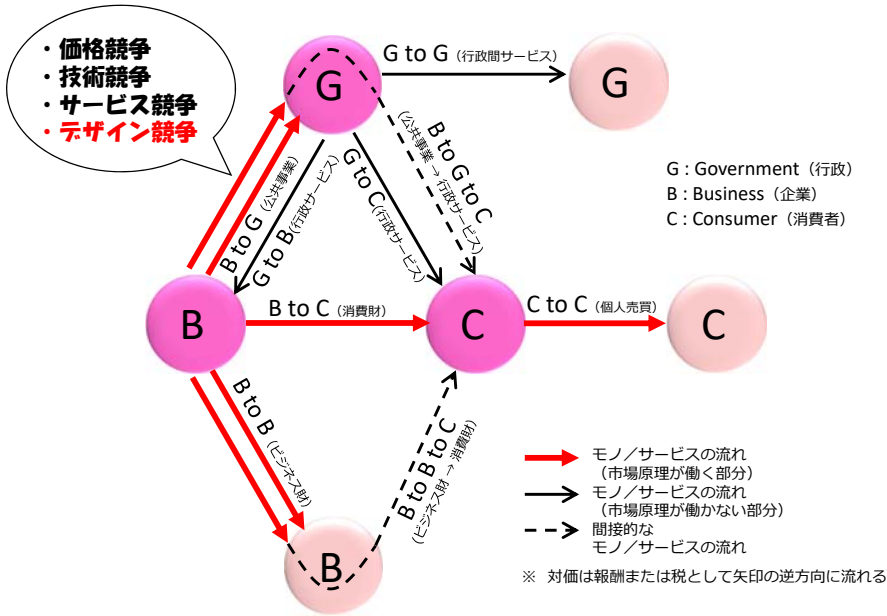 ・価格競争
・技術競争
・サービス競争
・デザイン競争
G
G to G（行政間サービス）
G
B to G（公共事業）
G to B（行政サービス）
G to C（行政サービス）
B to G to C
（公共事業 → 行政サービス）
G : Government（行政）
B : Business（企業）
C : Consumer（消費者）
B
B to C（消費財）
C
C to C（個人売買）
C
B to B（ビジネス財）
B to B to C
（ビジネス財 → 消費財）
B
モノ／サービスの流れ
（市場原理が働く部分）
モノ／サービスの流れ
（市場原理が働かない部分）
間接的な
モノ／サービスの流れ
※ 対価は報酬または税として矢印の逆方向に流れる